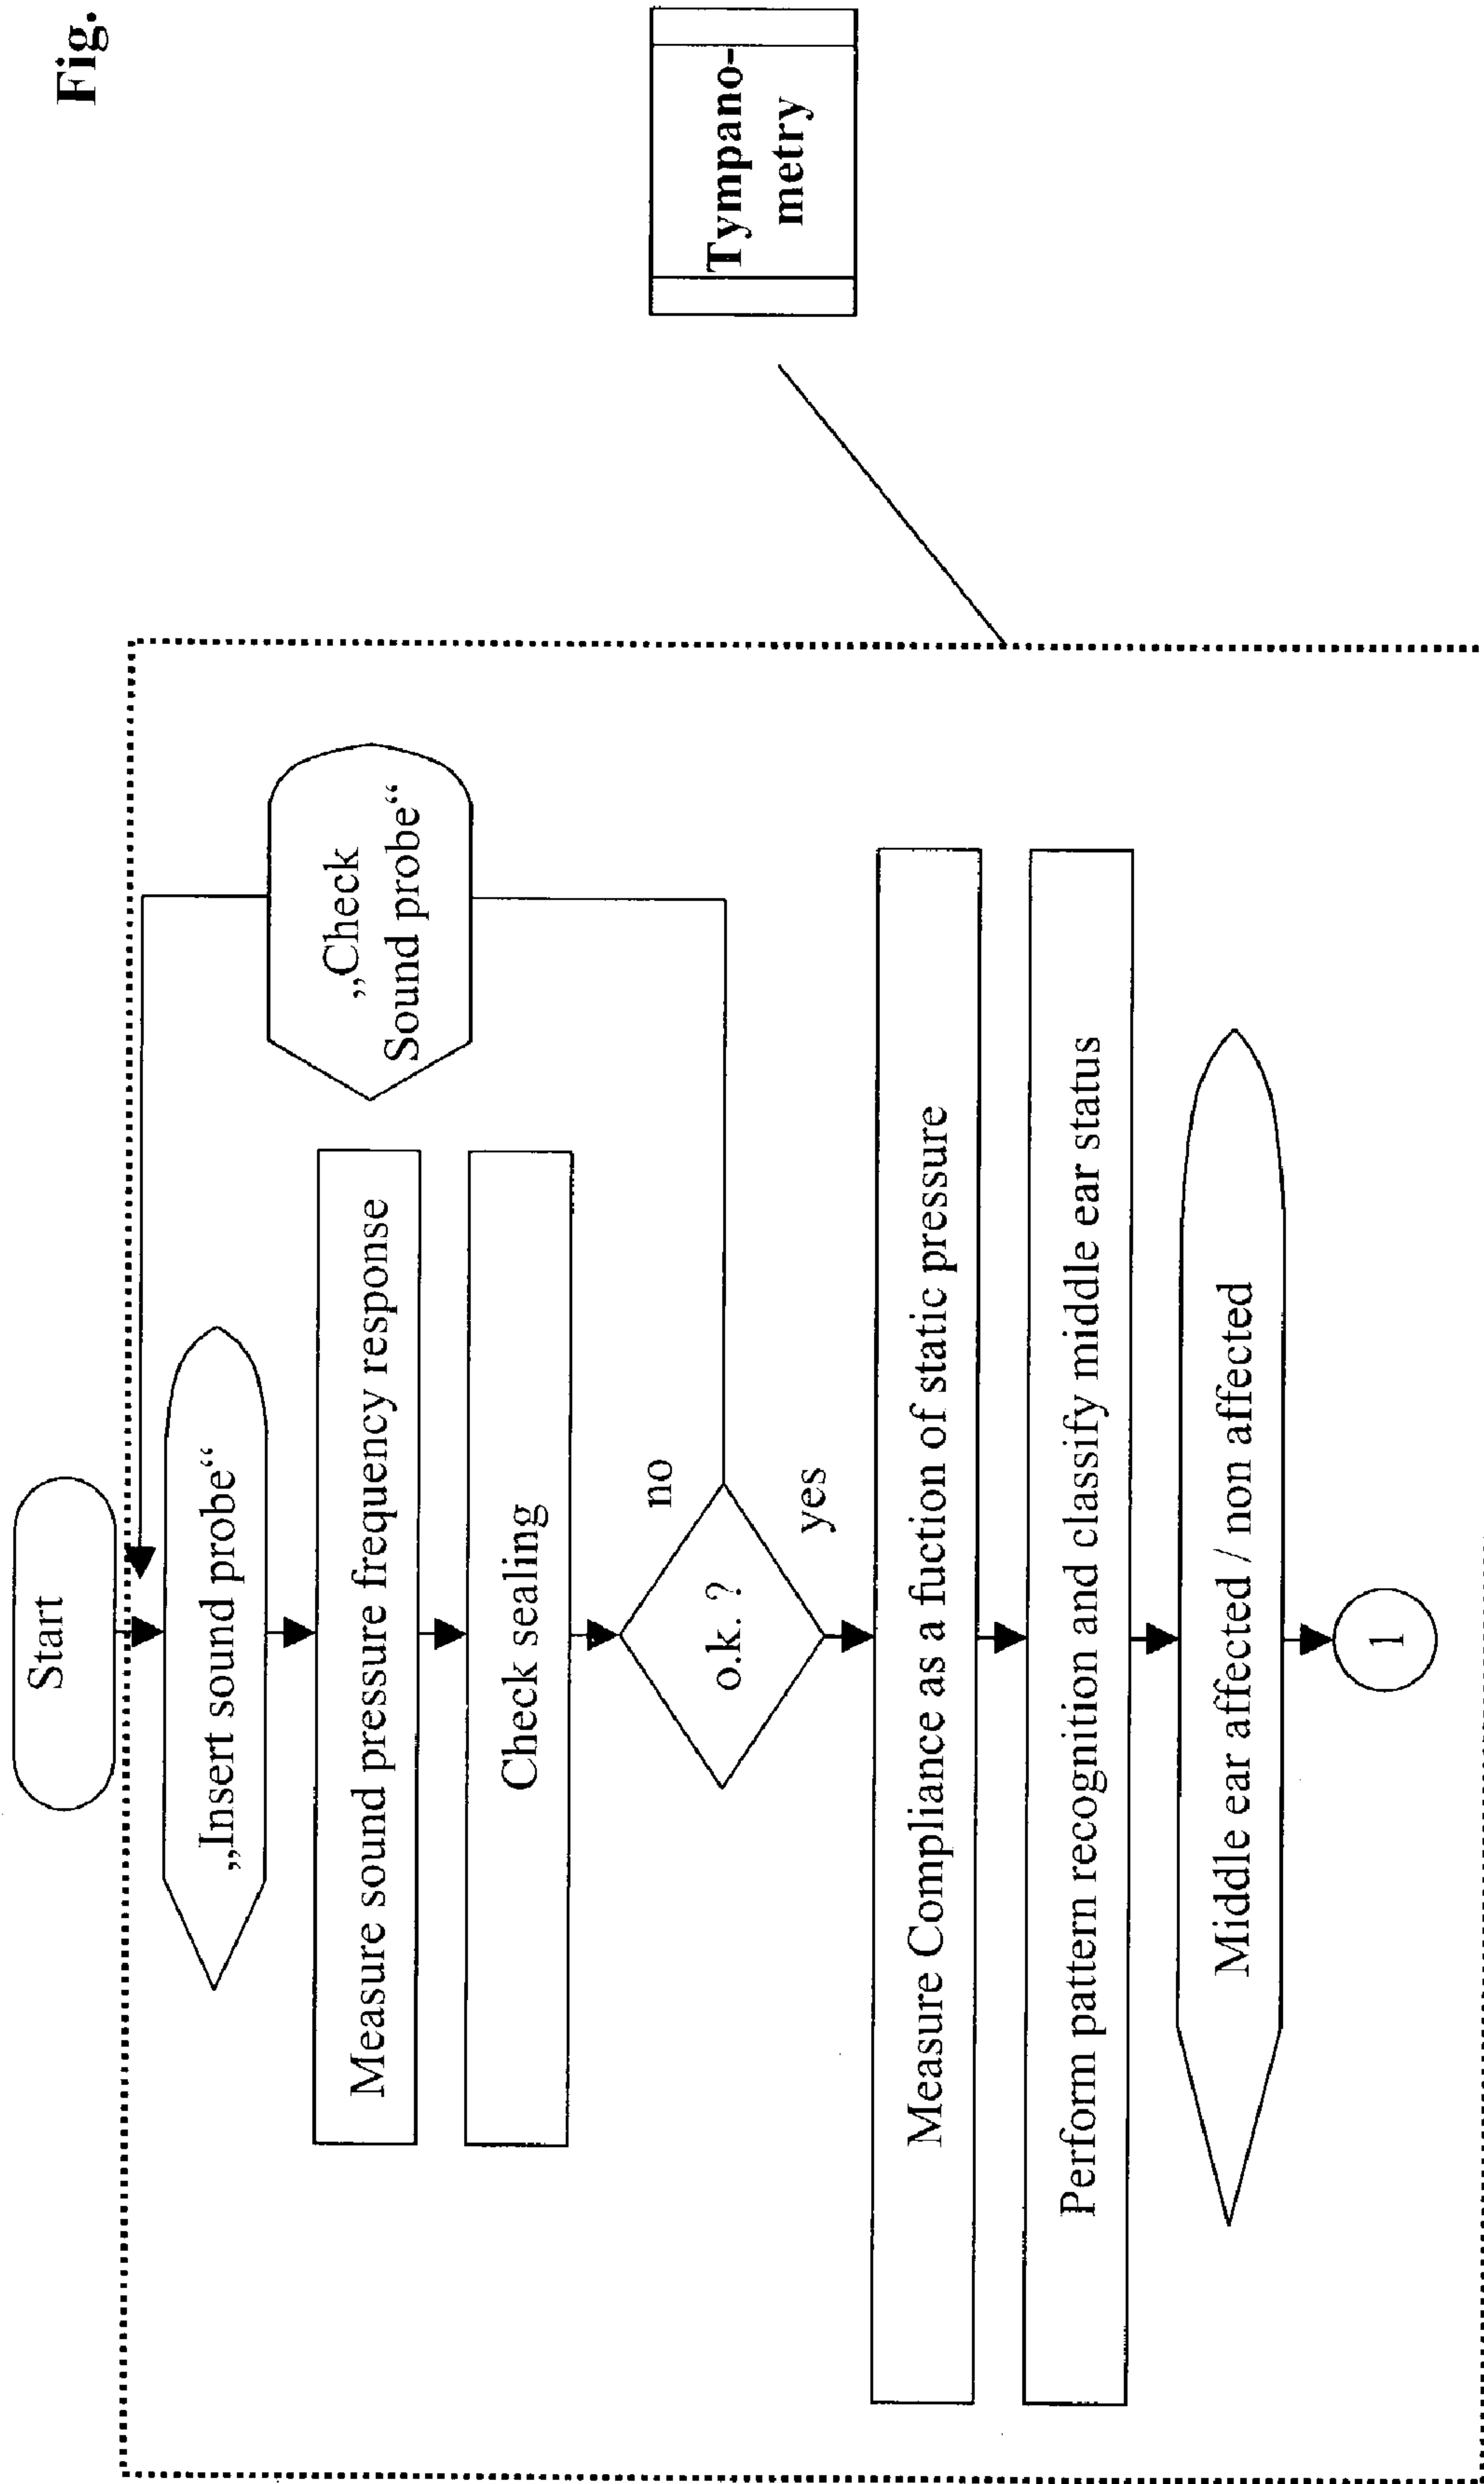 Fig.
Start
„Insert sound probe“
Measure sound pressure frequency response
Check sealing
„Check
Sound probe“
o.k. ?
no
yes
Measure Compliance as a fuction of static pressure
Perform pattern recognition and classify middle ear status
Middle ear affected / non affected
1
Tympano-
metry